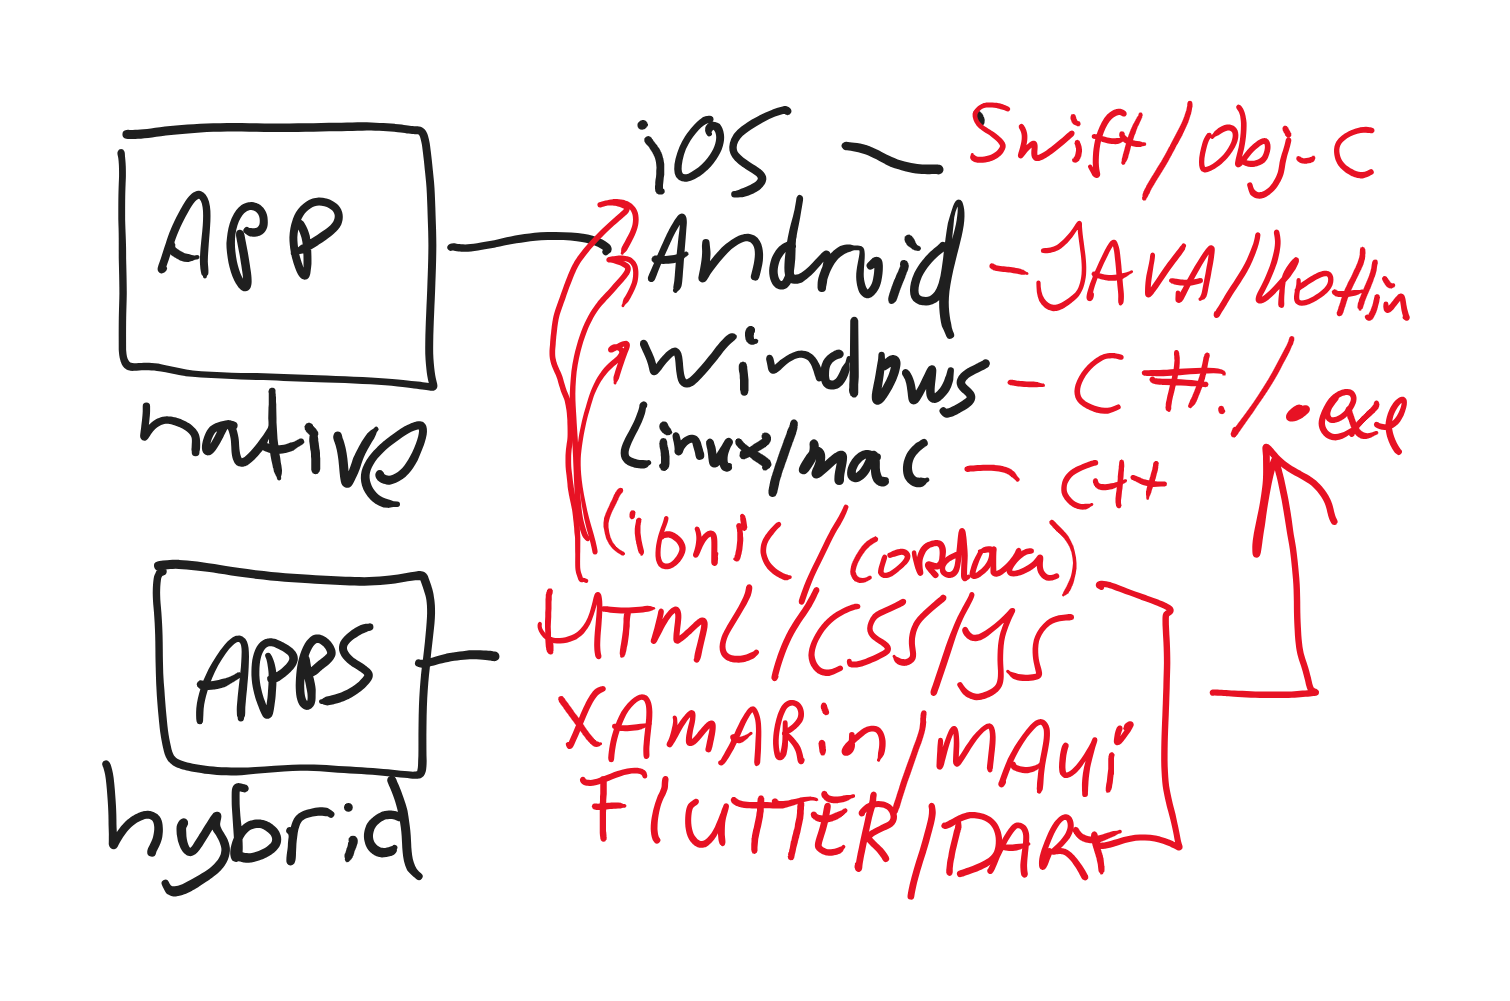 APP
native
iOS - Swift/Obj-C
Android - JAVA/Kotlin
Windows - C#./.exe
Linux/mac - C++
(ionic/cordova)
APPS
hybrid
HTML/CSS/JS
XAMARin/MAUi
FLUTTER/DART